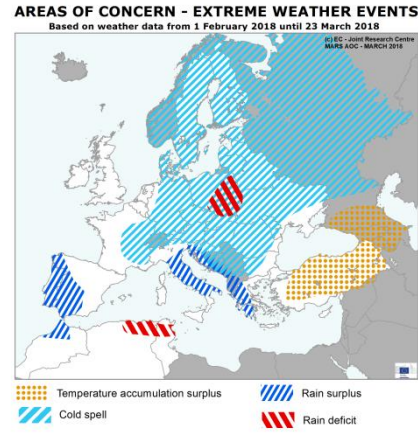 AREAS OF CONCERN - EXTREME WEATHER EVENTS
Based on weather data from 1 February 2018 until 23 March 2018
(c) EC - Joint Research Centre
MARS AOC - MARCH 2018
Temperature accumulation surplus
Rain surplus
Cold spell
Rain deficit